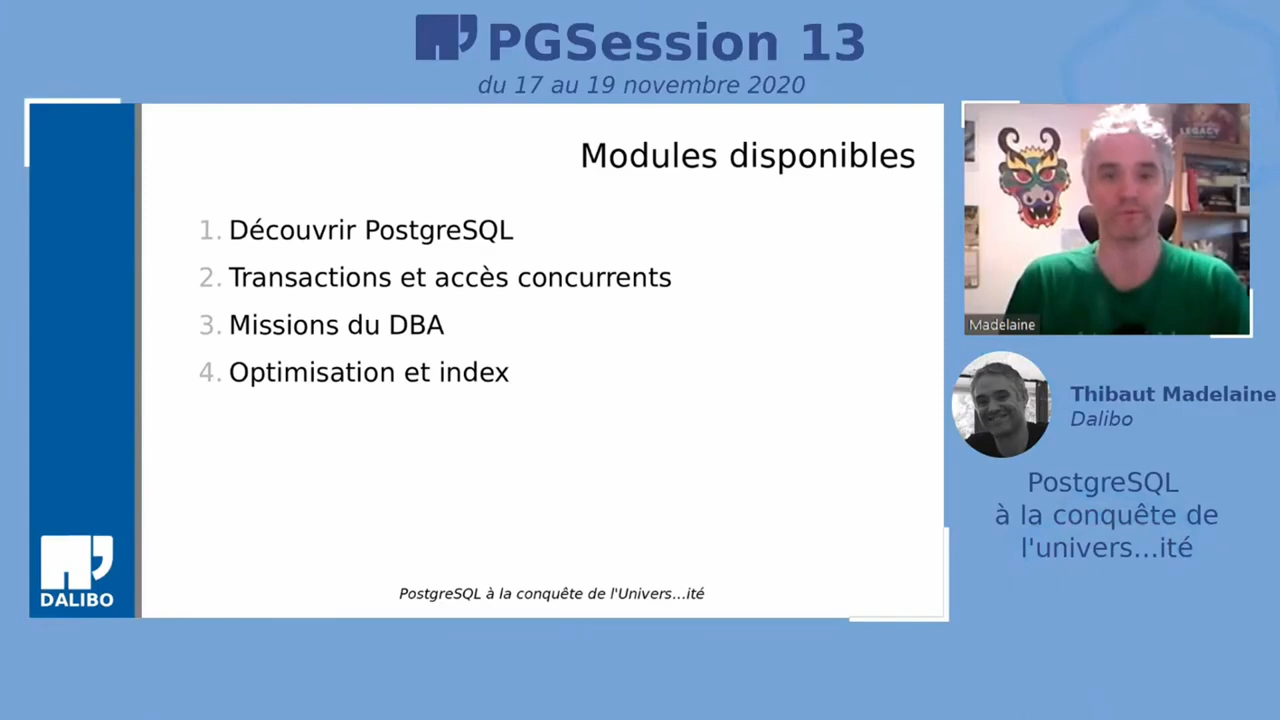 PGSession 13
du 17 au 19 novembre 2020
Modules disponibles
1. Découvrir PostgreSQL
2. Transactions et accès concurrents
3. Missions du DBA
4. Optimisation et index
PostgreSQL à la conquête de l'Univers...ité
DALIBO
LEGACY
Madelaine
Thibaut Madelaine
Dalibo
PostgreSQL
à la conquête de
l'univers...ité